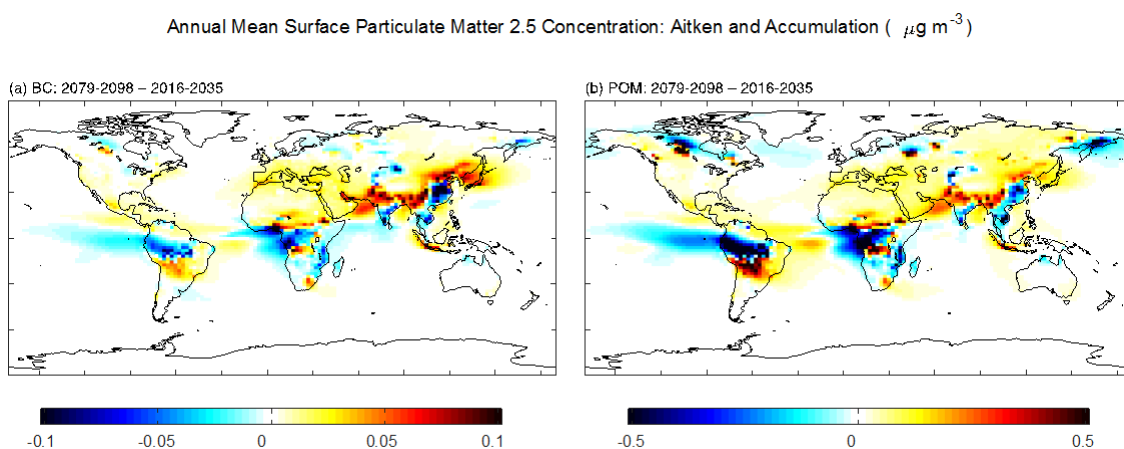 Annual Mean Surface Particulate Matter 2.5 Concentration: Aitken and Accumulation ( μg m-3)
(a) BC: 2079-2098 – 2016-2035
(b) POM: 2079-2098 – 2016-2035
-0.1 -0.05 0 0.05 0.1
-0.5 0 0.5